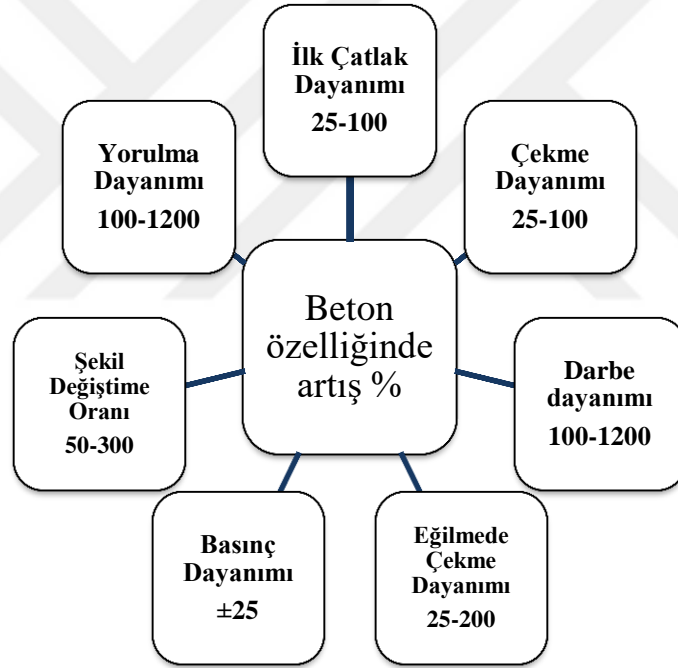 İlk Çatlak
Dayanımı
25-100
Yorulma
Dayanımı
100-1200
Çekme
Dayanımı
25-100
Beton
özelliğinde
artış %
Şekil
Değiştime
Oranı
50-300
Darbe
dayanımı
100-1200
Basınç
Dayanımı
±25
Eğilmede
Çekme
Dayanımı
25-200